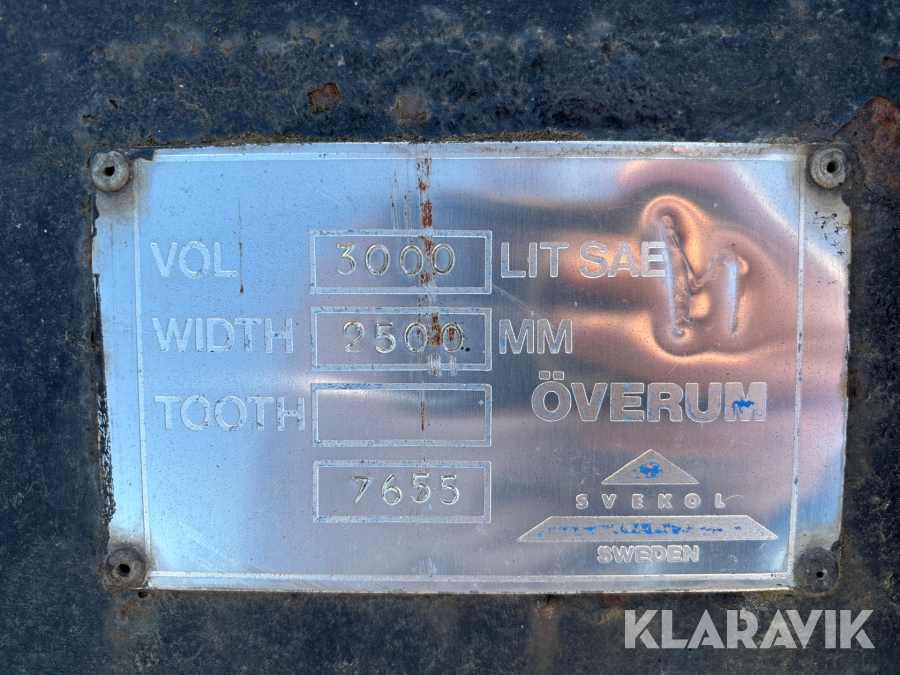 VOL 3000 LIT SAE
WIDTH 2500 MM
TOOTH ÖVERUM
7655
SVEKOL
SWEDEN
KLARAVIK